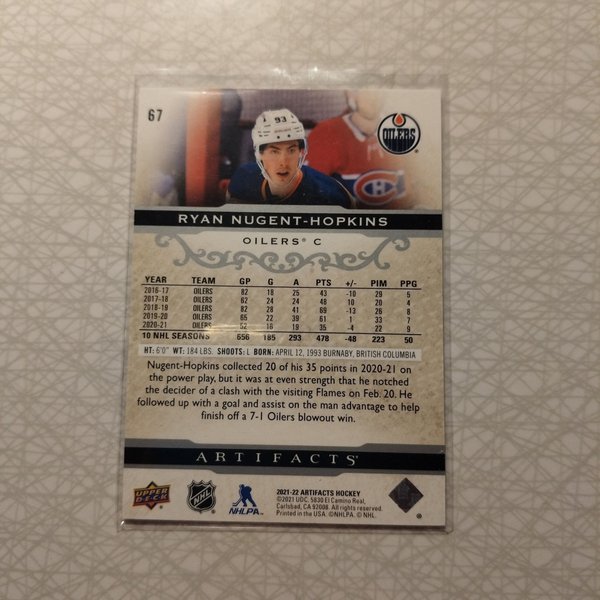 67
93
OILERS
RYAN NUGENT-HOPKINS
OILERS® C
YEAR TEAM GP G A PTS +/- PIM PPG
2016-17 OILERS 82 18 25 43 -10 29 5
2017-18 OILERS 62 24 24 48 10 20 4
2018-19 OILERS 82 28 41 69 -13 26 8
2019-20 OILERS 65 22 39 61 1 33 7
2020-21 OILERS 52 16 19 35 -4 22 9
10 NHL SEASONS 656 185 293 478 -48 223 50
HT: 6'0" WT: 184 LBS. SHOOTS: L BORN: APRIL 12, 1993 BURNABY, BRITISH COLUMBIA
Nugent-Hopkins collected 20 of his 35 points in 2020-21 on
the power play, but it was at even strength that he notched
the decider of a clash with the visiting Flames on Feb. 20. He
followed up with a goal and assist on the man advantage to help
finish off a 7-1 Oilers blowout win.
ARTIFACTS®
UPPER DECK
NHL
NHLPA
2021-22 ARTIFACTS HOCKEY
©2021 UDC. 5830 El Camino Real,
Carlsbad, CA 92008. All rights reserved.
Printed in the USA. ©NHLPA. © NHL.